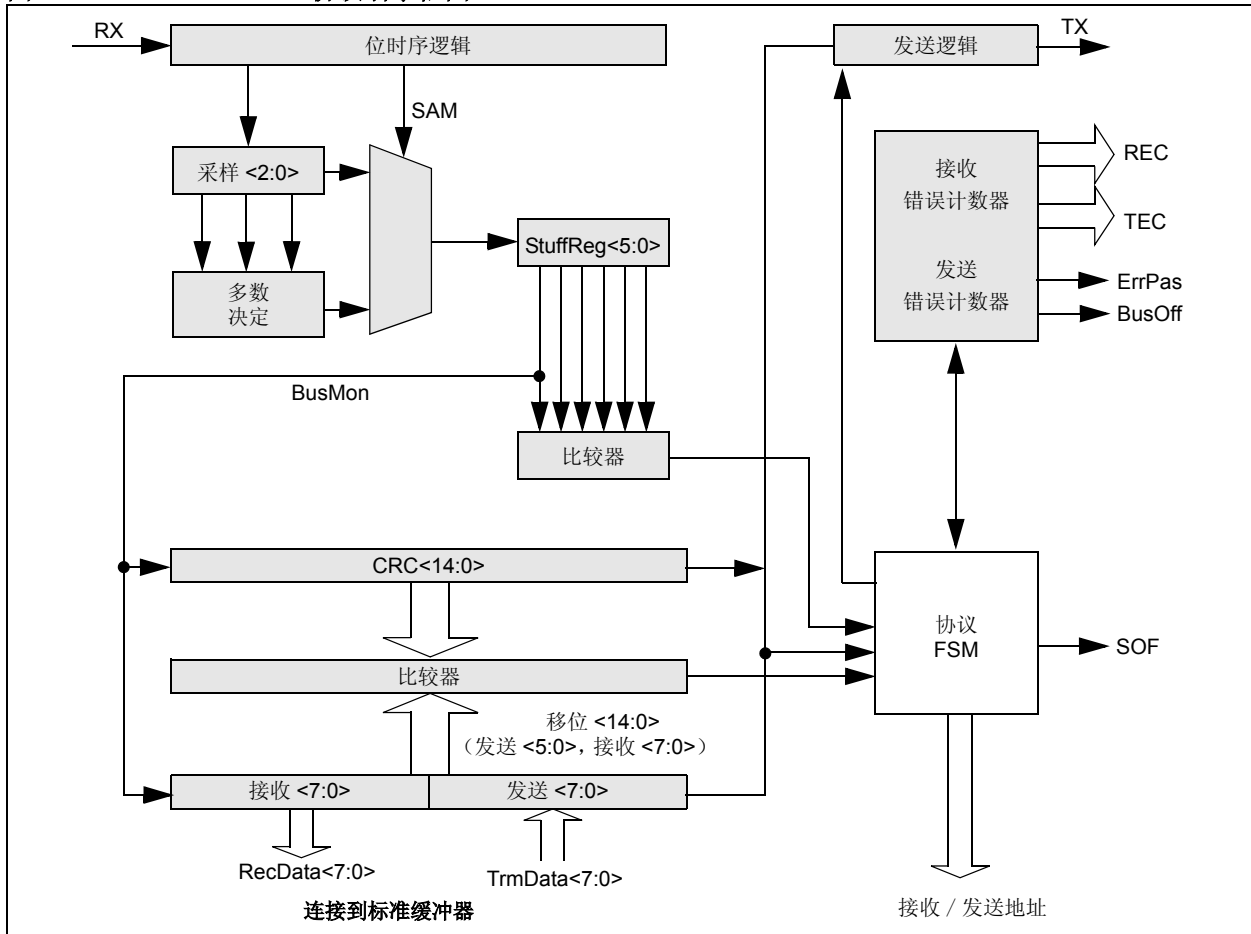 RX
位时序逻辑
发送逻辑
TX
SAM
采样 <2:0>
多数
决定
StuffReg<5:0>
接收
错误计数器
发送
错误计数器
REC
TEC
ErrPas
BusOff
BusMon
比较器
CRC<14:0>
比较器
协议
FSM
SOF
移位 <14:0>
（发送 <5:0>，接收 <7:0>）
接收 <7:0>
发送 <7:0>
RecData<7:0>
TrmData<7:0>
连接到标准缓冲器
接收 / 发送地址